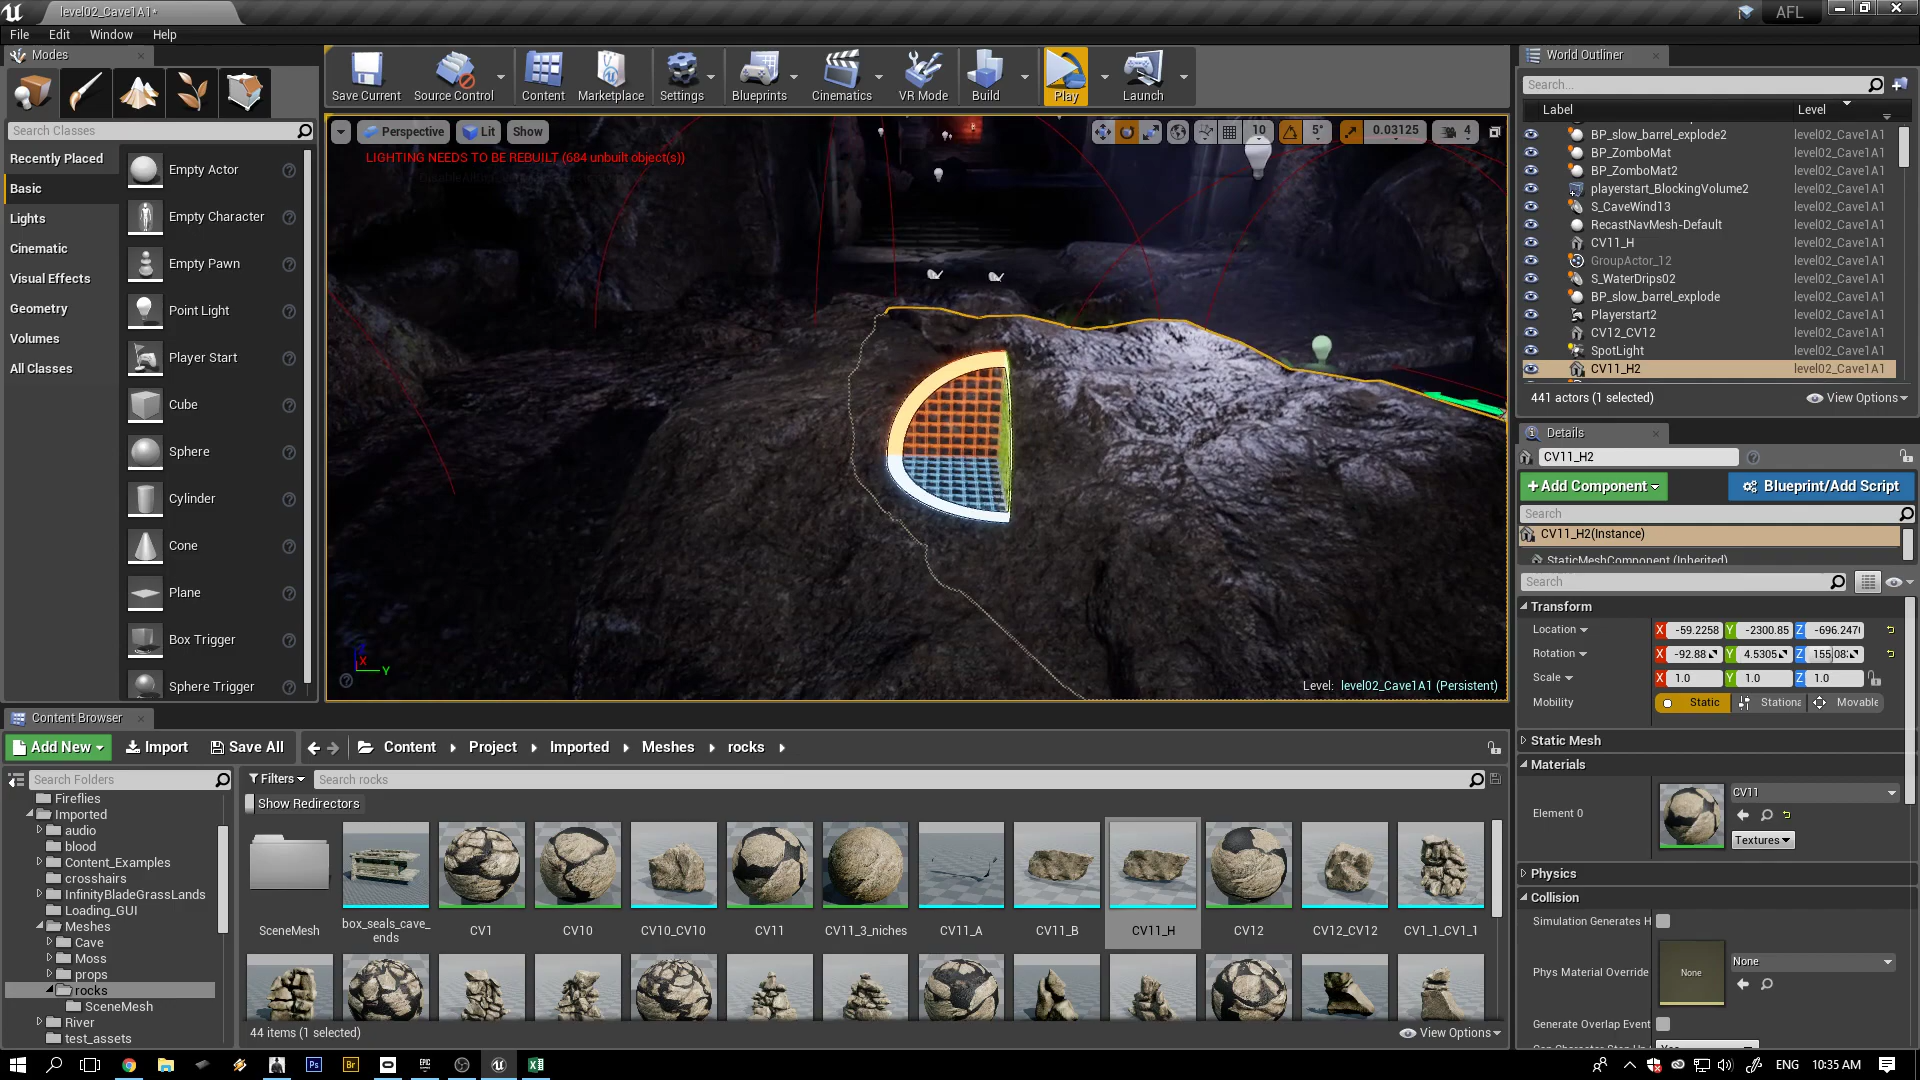 level02_Cave1A1*
AFL
File Edit Window Help
Modes
Search Classes
Recently Placed
Basic
Lights
Cinematic
Visual Effects
Geometry
Volumes
All Classes
Empty Actor
Empty Character
Empty Pawn
Point Light
Player Start
Cube
Sphere
Cylinder
Cone
Plane
Box Trigger
Sphere Trigger
Save Current
Source Control
Content
Marketplace
Settings
Blueprints
Cinematics
VR Mode
Build
Play
Launch
Perspective Lit Show
10 5° 0.03125 4
LIGHTING NEEDS TO BE REBUILT (684 unbuilt object(s))
X Y
Level: level02_Cave1A1 (Persistent)
World Outliner
Search...
Label Level
BP_slow_barrel_explode2 level02_Cave1A1
BP_ZomboMat level02_Cave1A1
BP_ZomboMat2 level02_Cave1A1
playerstart_BlockingVolume2 level02_Cave1A1
S_CaveWind13 level02_Cave1A1
RecastNavMesh-Default level02_Cave1A1
CV11_H level02_Cave1A1
GroupActor_12 level02_Cave1A1
S_WaterDrips02 level02_Cave1A1
BP_slow_barrel_explode level02_Cave1A1
Playerstart2 level02_Cave1A1
CV12_CV12 level02_Cave1A1
SpotLight level02_Cave1A1
CV11_H2 level02_Cave1A1
441 actors (1 selected) View Options
Details
CV11_H2
+Add Component Blueprint/Add Script
Search
CV11_H2(Instance)
StaticMeshComponent (Inherited)
Search
Transform
Location X -59.2258 Y -2300.85 Z -696.247
Rotation X -92.88 Y 4.5305 Z 155.08
Scale X 1.0 Y 1.0 Z 1.0
Mobility Static Stationa Movable
Static Mesh
Materials
Element 0 CV11
Textures
Physics
Collision
Simulation Generates H
Phys Material Override None None
Generate Overlap Event
Content Browser
Add New Import Save All Content Project Imported Meshes rocks
Search Folders
Filters Search rocks
Show Redirectors
Fireflies
Imported
audio
blood
Content_Examples
crosshairs
InfinityBladeGrassLands
Loading_GUI
Meshes
Cave
Moss
props
rocks
SceneMesh
River
test_assets
SceneMesh
box_seals_cave_
ends
CV1
CV10
CV10_CV10
CV11
CV11_3_niches
CV11_A
CV11_B
CV11_H
CV12
CV12_CV12
CV1_1_CV1_1
44 items (1 selected) View Options
Ps Br EPIC
ENG 10:35 AM